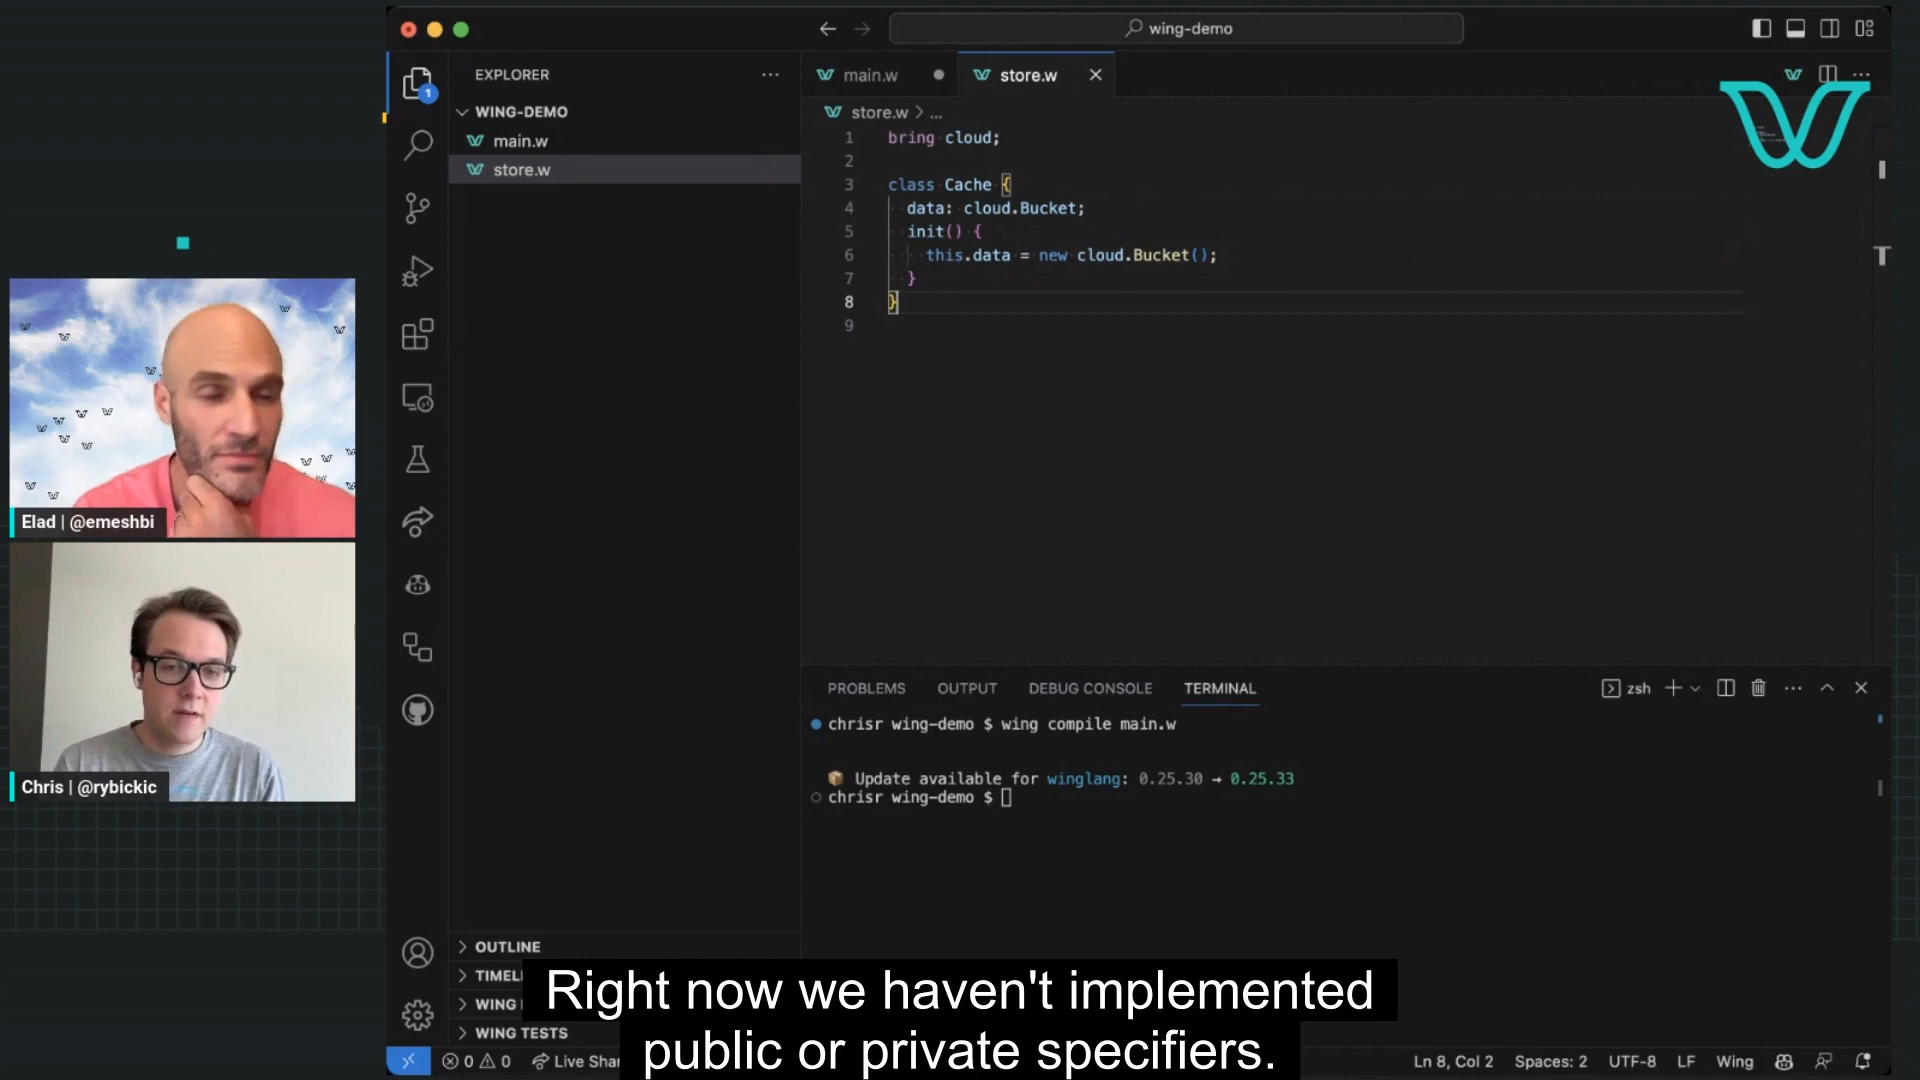 wing-demo
EXPLORER
1
WING-DEMO
main.w
store.w
main.w
store.w
store.w > ...
1 bring cloud;
2
3 class Cache {
4 data: cloud.Bucket;
5 init() {
6 this.data = new cloud.Bucket();
7 }
8 }
9
Elad | @emeshbi
Chris | @rybickic
PROBLEMS OUTPUT DEBUG CONSOLE TERMINAL
zsh
chrisr wing-demo $ wing compile main.w
Update available for winglang: 0.25.30 → 0.25.33
chrisr wing-demo $
OUTLINE
WING TESTS
Right now we haven't implemented
public or private specifiers.
0 0 Live
Ln 8, Col 2 Spaces: 2 UTF-8 LF Wing